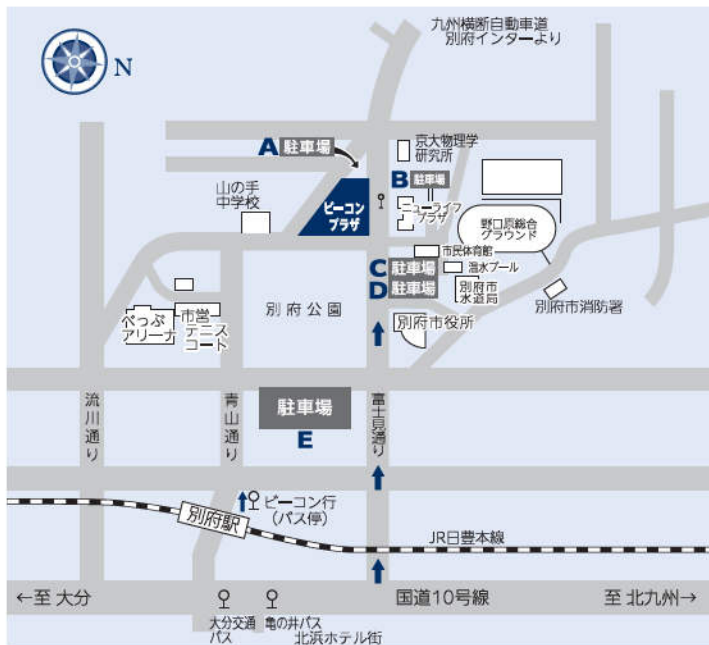 九州横断自動車道
別府インターより
N
A 駐車場
京大物理学
研究所
B 駐車場
山の手
中学校
ビーコン
プラザ
ニューライフ
プラザ
野口原総合
グラウンド
市民体育館
C 駐車場
温水プール
D 駐車場
別府市
水道局
別府市消防署
別府公園
べっぷ
アリーナ
市営
テニス
コート
別府市役所
流川通り
青山通り
駐車場
E
富士見通り
ビーコン行
(バス停)
別府駅
JR日豊本線
←至 大分
国道10号線
至 北九州→
大分交通
バス
亀の井バス
北浜ホテル街